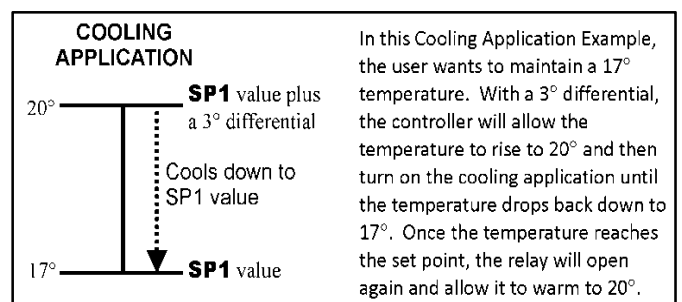 COOLING
APPLICATION
20°
SP1 value plus
a 3° differential
Cools down to
SP1 value
17°
SP1 value
In this Cooling Application Example,
the user wants to maintain a 17°
temperature. With a 3° differential,
the controller will allow the
temperature to rise to 20° and then
turn on the cooling application until
the temperature drops back down to
17°. Once the temperature reaches
the set point, the relay will open
again and allow it to warm to 20°.